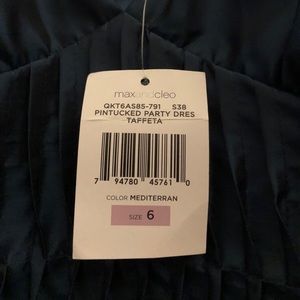 maxandcleo
QKT6AS85-791 S38
PINTUCKED PARTY DRES
TAFFETA
7 94780 45761 0
COLOR MEDITERRAN
SIZE 6